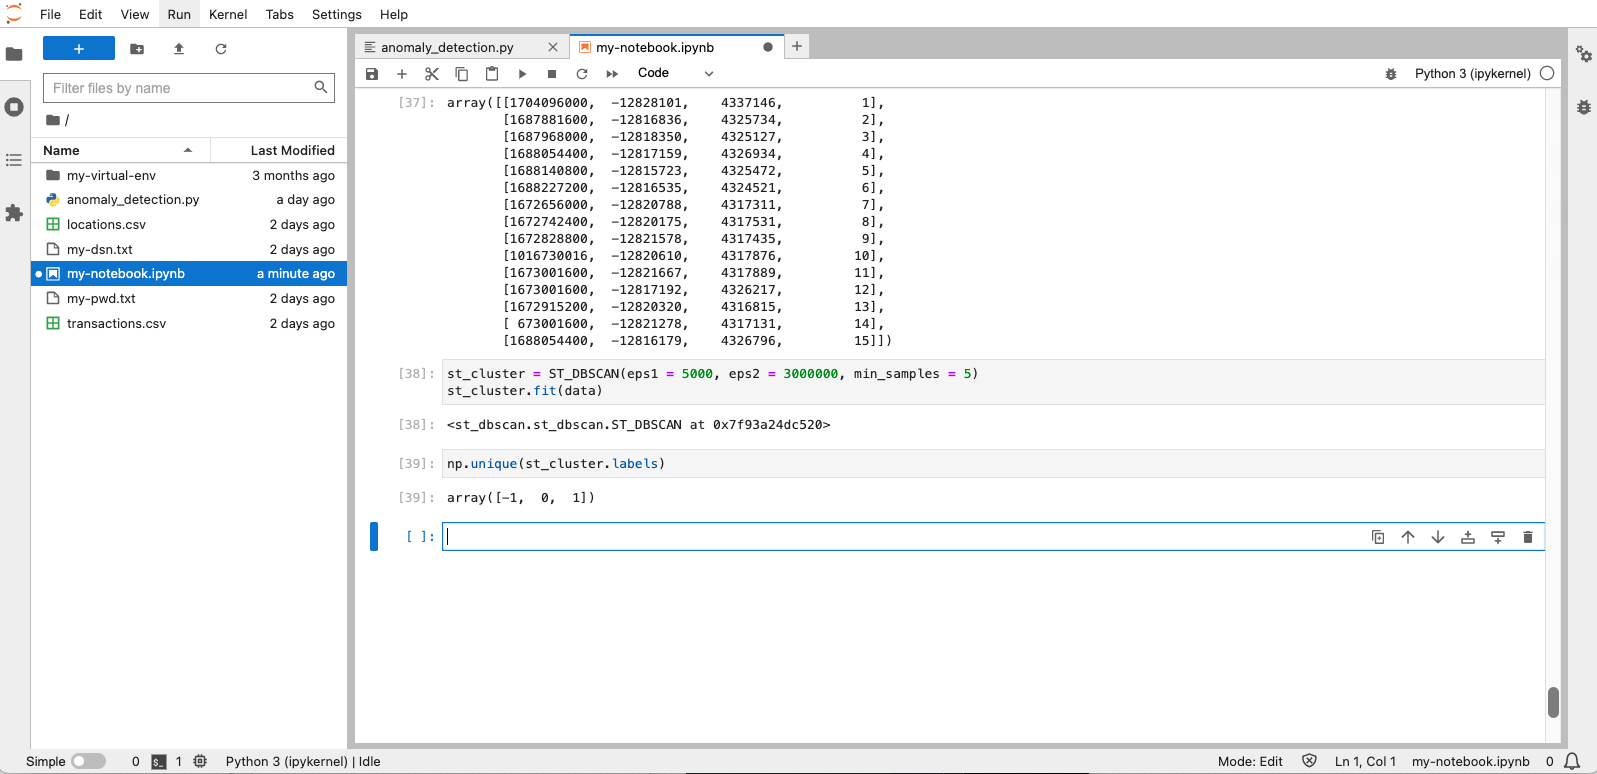 File Edit View Run Kernel Tabs Settings Help
+
Filter files by name
/
Name Last Modified
my-virtual-env 3 months ago
anomaly_detection.py a day ago
locations.csv 2 days ago
my-dsn.txt 2 days ago
my-notebook.ipynb a minute ago
my-pwd.txt 2 days ago
transactions.csv 2 days ago
anomaly_detection.py × my-notebook.ipynb +
Code
Python 3 (ipykernel)
[37]: array([[1704096000, -12828101, 4337146, 1],
[1687881600, -12816836, 4325734, 2],
[1687968000, -12818350, 4325127, 3],
[1688054400, -12817159, 4326934, 4],
[1688140800, -12815723, 4325472, 5],
[1688227200, -12816535, 4324521, 6],
[1672656000, -12820788, 4317311, 7],
[1672742400, -12820175, 4317531, 8],
[1672828800, -12821578, 4317435, 9],
[1016730016, -12820610, 4317876, 10],
[1673001600, -12821667, 4317889, 11],
[1673001600, -12817192, 4326217, 12],
[1672915200, -12820320, 4316815, 13],
[ 673001600, -12821278, 4317131, 14],
[1688054400, -12816179, 4326796, 15]])
[38]: st_cluster = ST_DBSCAN(eps1 = 5000, eps2 = 3000000, min_samples = 5)
st_cluster.fit(data)
[38]: <st_dbscan.st_dbscan.ST_DBSCAN at 0x7f93a24dc520>
[39]: np.unique(st_cluster.labels)
[39]: array([-1, 0, 1])
[ ]:
Simple 0 $_ 1 Python 3 (ipykernel) | Idle Mode: Edit Ln 1, Col 1 my-notebook.ipynb 0